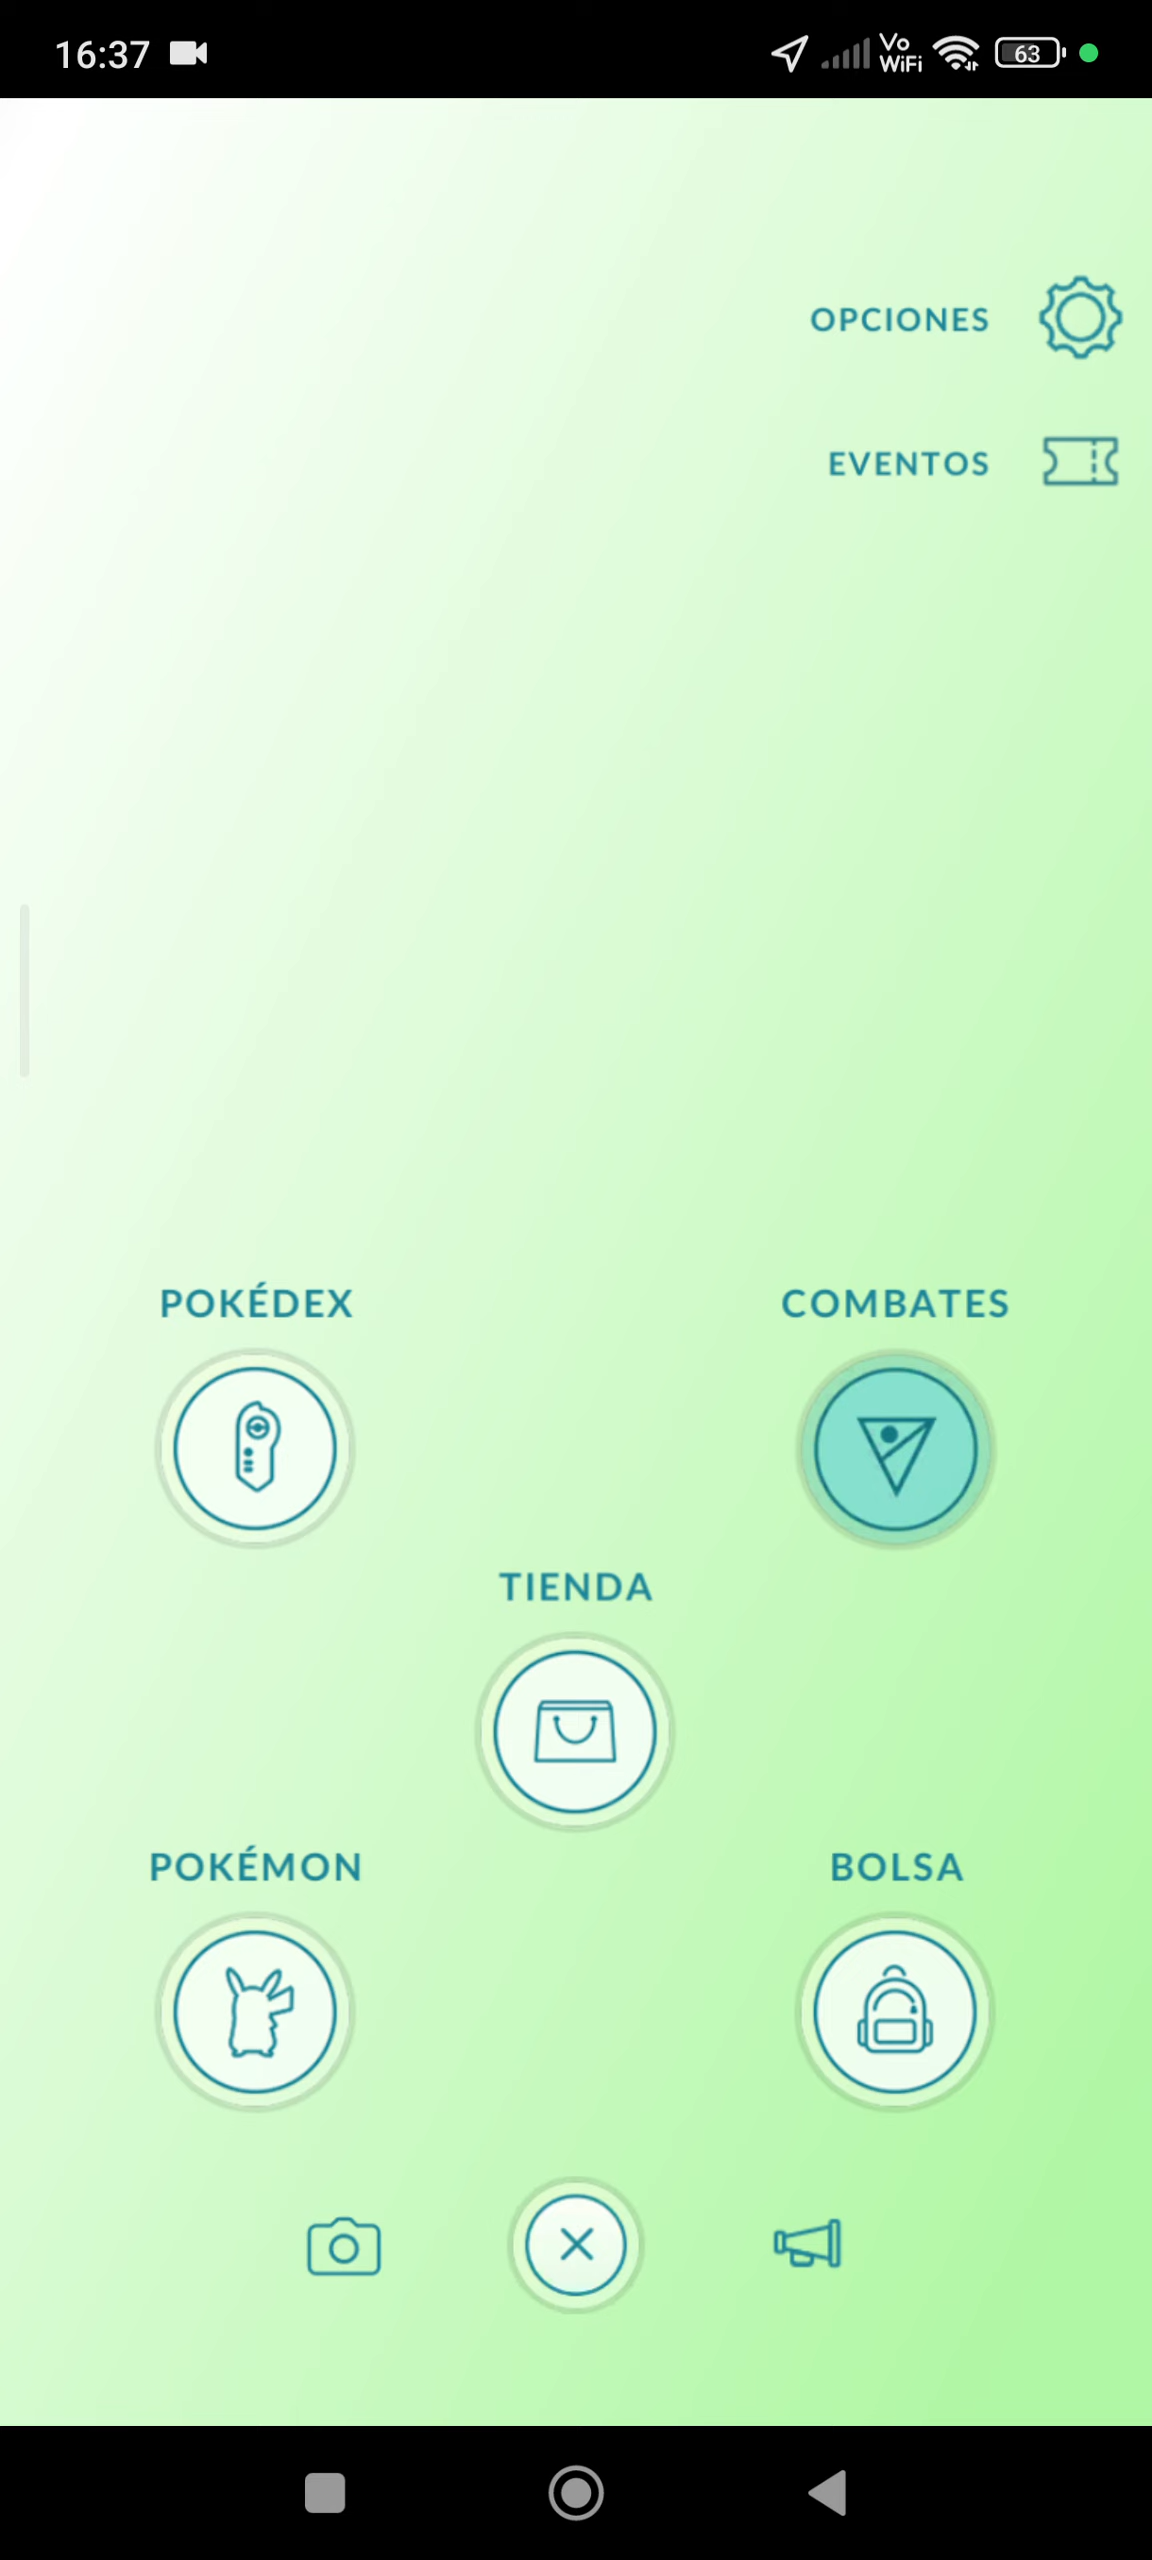 16:37
Vo
WiFi
63
OPCIONES
EVENTOS
POKÉDEX
COMBATES
TIENDA
POKÉMON
BOLSA